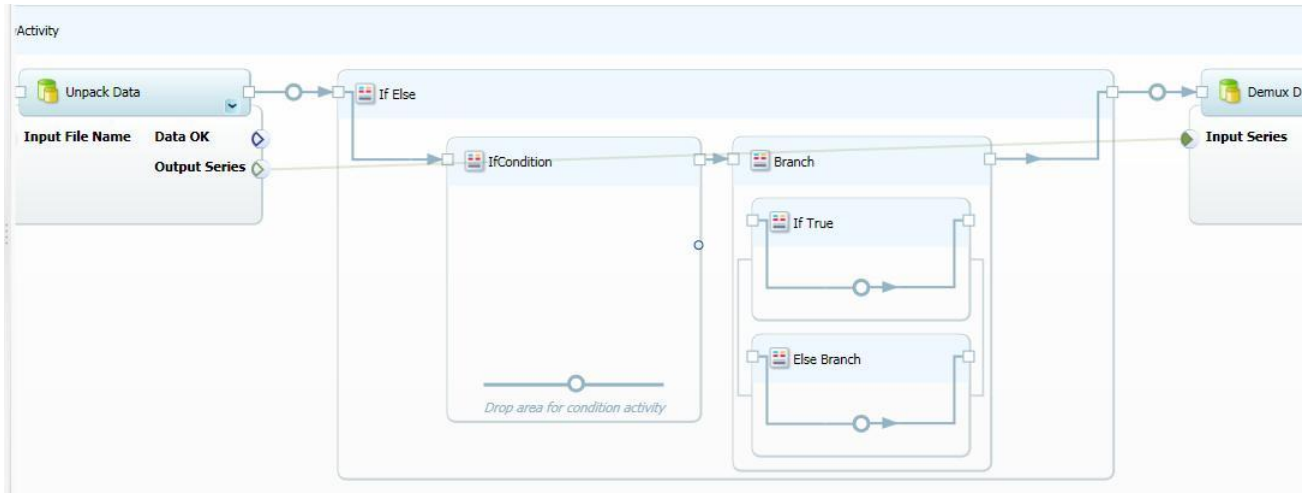 Activity
Unpack Data
If Else
Demux D
Input File Name Data OK
Output Series
Input Series
IfCondition
Branch
If True
Else Branch
Drop area for condition activity